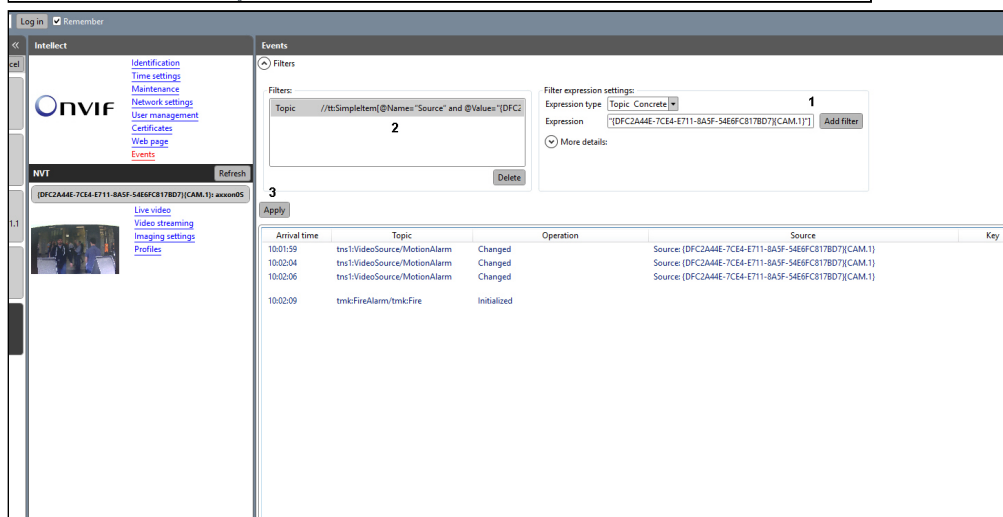 Log in Remember
Intellect
cel
Identification
Time settings
Maintenance
Network settings
User management
Certificates
Web page
Events
ONVIF
NVT Refresh
{DFC2A44E-7CE4-E711-8A5F-54E6FC817BD7}{CAM.1}: axxonOS
1.1
Live video
Video streaming
Imaging settings
Profiles
Events
Filters
Filters:
Topic //tt:SimpleItem[@Name="Source" and @Value="{DFC2
2
Delete
Filter expression settings:
Expression type Topic Concrete 1
Expression "{DFC2A44E-7CE4-E711-8A5F-54E6FC817BD7}{CAM.1}"] Add filter
More details:
3
Apply
Arrival time Topic Operation Source Key
10:01:59 tns1:VideoSource/MotionAlarm Changed Source: {DFC2A44E-7CE4-E711-8A5F-54E6FC817BD7}{CAM.1}
10:02:04 tns1:VideoSource/MotionAlarm Changed Source: {DFC2A44E-7CE4-E711-8A5F-54E6FC817BD7}{CAM.1}
10:02:06 tns1:VideoSource/MotionAlarm Changed Source: {DFC2A44E-7CE4-E711-8A5F-54E6FC817BD7}{CAM.1}
10:02:09 tmk:FireAlarm/tmk:Fire Initialized